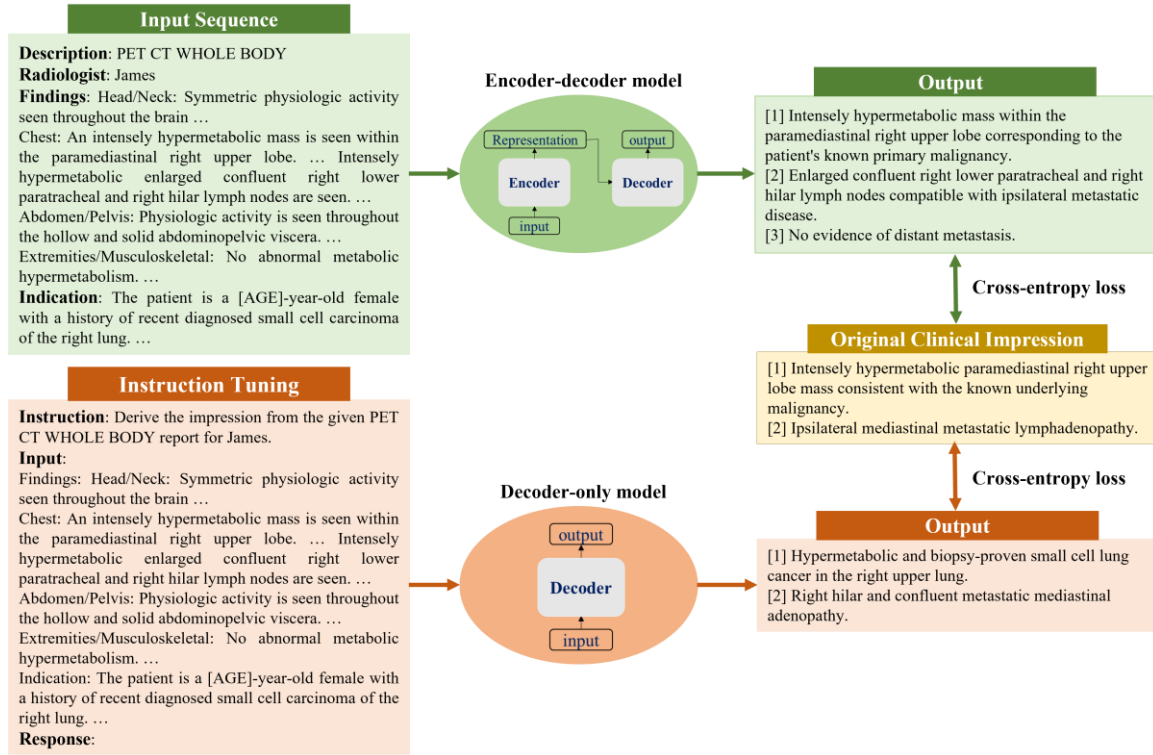 Input Sequence
Description: PET CT WHOLE BODY
Radiologist: James
Findings: Head/Neck: Symmetric physiologic activity
seen throughout the brain …
Chest: An intensely hypermetabolic mass is seen within
the paramediastinal right upper lobe. … Intensely
hypermetabolic enlarged confluent right lower
paratracheal and right hilar lymph nodes are seen. …
Abdomen/Pelvis: Physiologic activity is seen throughout
the hollow and solid abdominopelvic viscera. …
Extremities/Musculoskeletal: No abnormal metabolic
hypermetabolism. …
Indication: The patient is a [AGE]-year-old female
with a history of recent diagnosed small cell carcinoma
of the right lung. …
Encoder-decoder model
Representation
output
Encoder
Decoder
input
Output
[1] Intensely hypermetabolic mass within the
paramediastinal right upper lobe corresponding to the
patient's known primary malignancy.
[2] Enlarged confluent right lower paratracheal and right
hilar lymph nodes compatible with ipsilateral metastatic
disease.
[3] No evidence of distant metastasis.
Cross-entropy loss
Original Clinical Impression
[1] Intensely hypermetabolic paramediastinal right upper
lobe mass consistent with the known underlying
malignancy.
[2] Ipsilateral mediastinal metastatic lymphadenopathy.
Cross-entropy loss
Instruction Tuning
Instruction: Derive the impression from the given PET
CT WHOLE BODY report for James.
Input:
Findings: Head/Neck: Symmetric physiologic activity
seen throughout the brain …
Chest: An intensely hypermetabolic mass is seen within
the paramediastinal right upper lobe. … Intensely
hypermetabolic enlarged confluent right lower
paratracheal and right hilar lymph nodes are seen. …
Abdomen/Pelvis: Physiologic activity is seen throughout
the hollow and solid abdominopelvic viscera. …
Extremities/Musculoskeletal: No abnormal metabolic
hypermetabolism. …
Indication: The patient is a [AGE]-year-old female with
a history of recent diagnosed small cell carcinoma of the
right lung. …
Response:
Decoder-only model
output
Decoder
input
Output
[1] Hypermetabolic and biopsy-proven small cell lung
cancer in the right upper lung.
[2] Right hilar and confluent metastatic mediastinal
adenopathy.